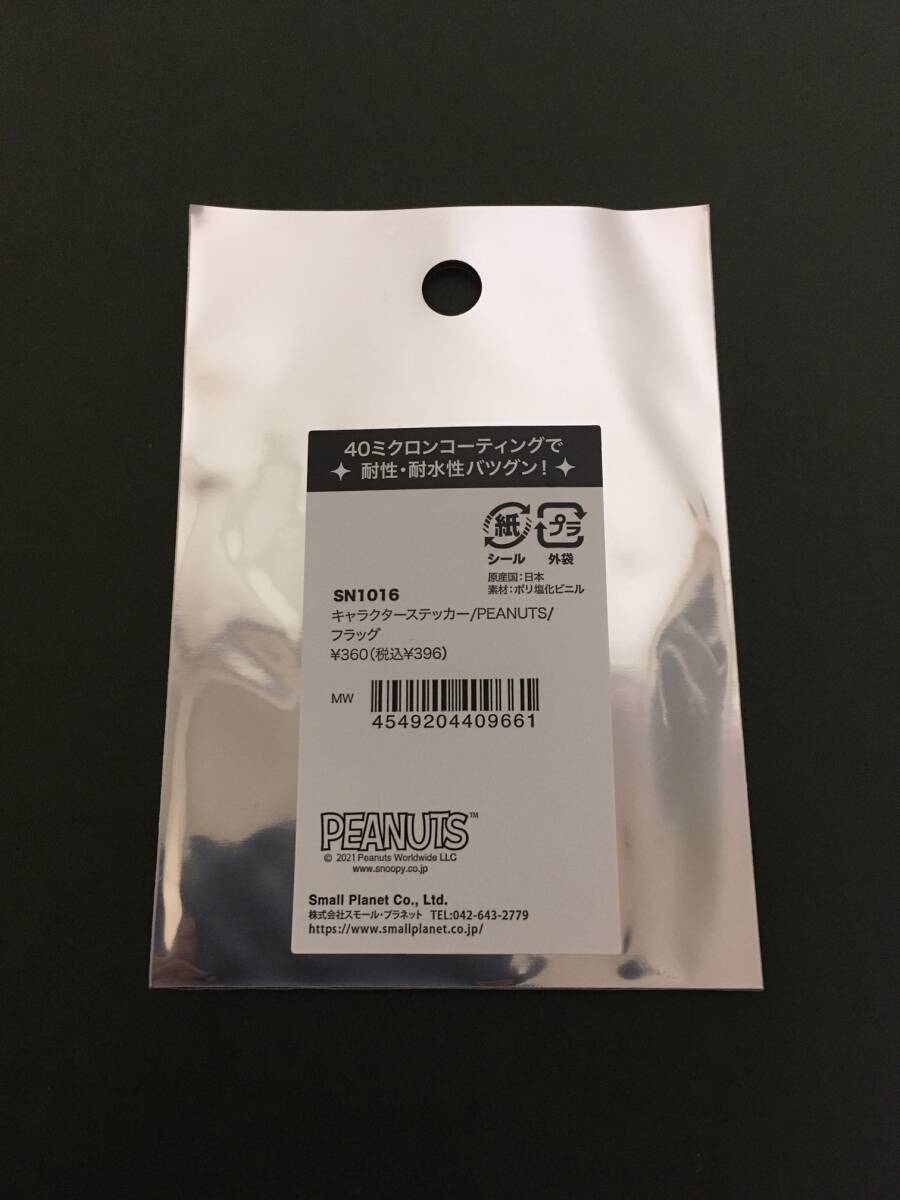 40ミクロンコーティングで
耐性・耐水性バツグン!
紙
プラ
シール
外袋
原産国:日本
素材:ポリ塩化ビニル
SN1016
キャラクターステッカー/PEANUTS/
フラッグ
¥360(税込¥396)
MW
4549204409661
PEANUTS™
© 2021 Peanuts Worldwide LLC
www.snoopy.co.jp
Small Planet Co., Ltd.
株式会社スモール・プラネット TEL:042-643-2779
https://www.smallplanet.co.jp/